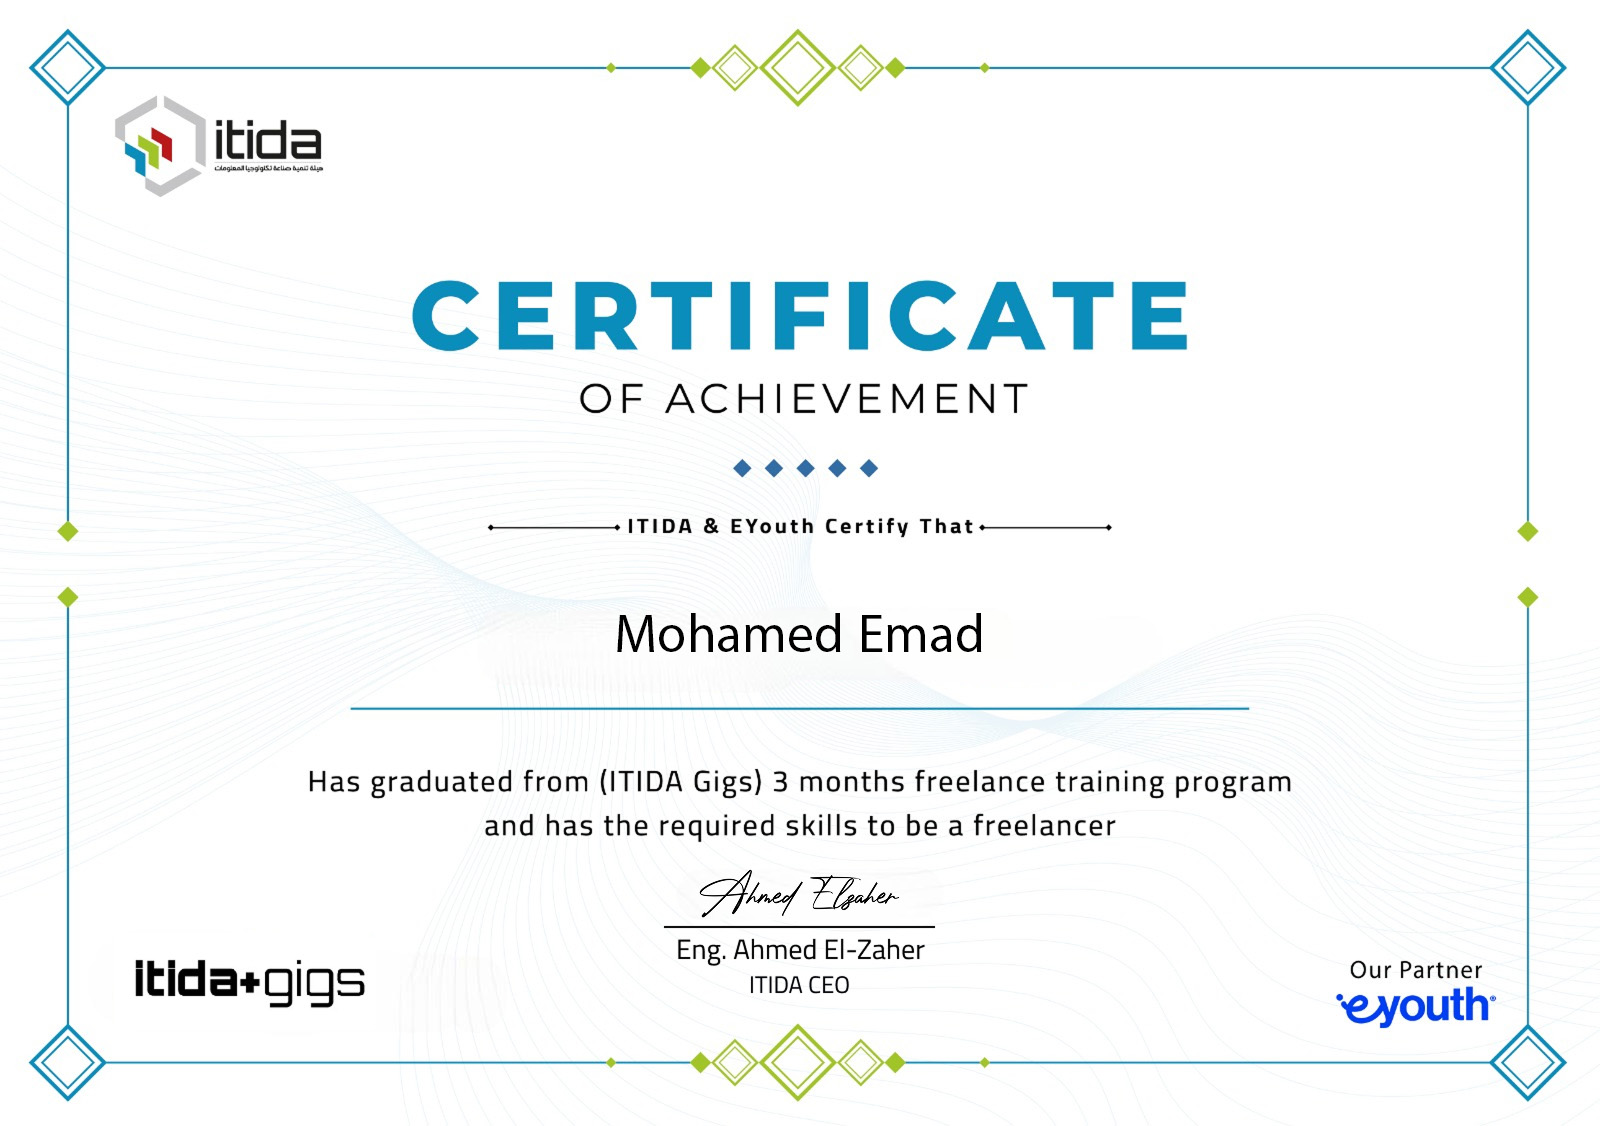 itida
هيئة تنمية صناعة تكنولوجيا المعلومات
CERTIFICATE
OF ACHIEVEMENT
ITIDA & EYouth Certify That
Mohamed Emad
Has graduated from (ITIDA Gigs) 3 months freelance training program
and has the required skills to be a freelancer
Ahmed Elzaher
Eng. Ahmed El-Zaher
ITIDA CEO
itida+gigs
Our Partner
eyouth